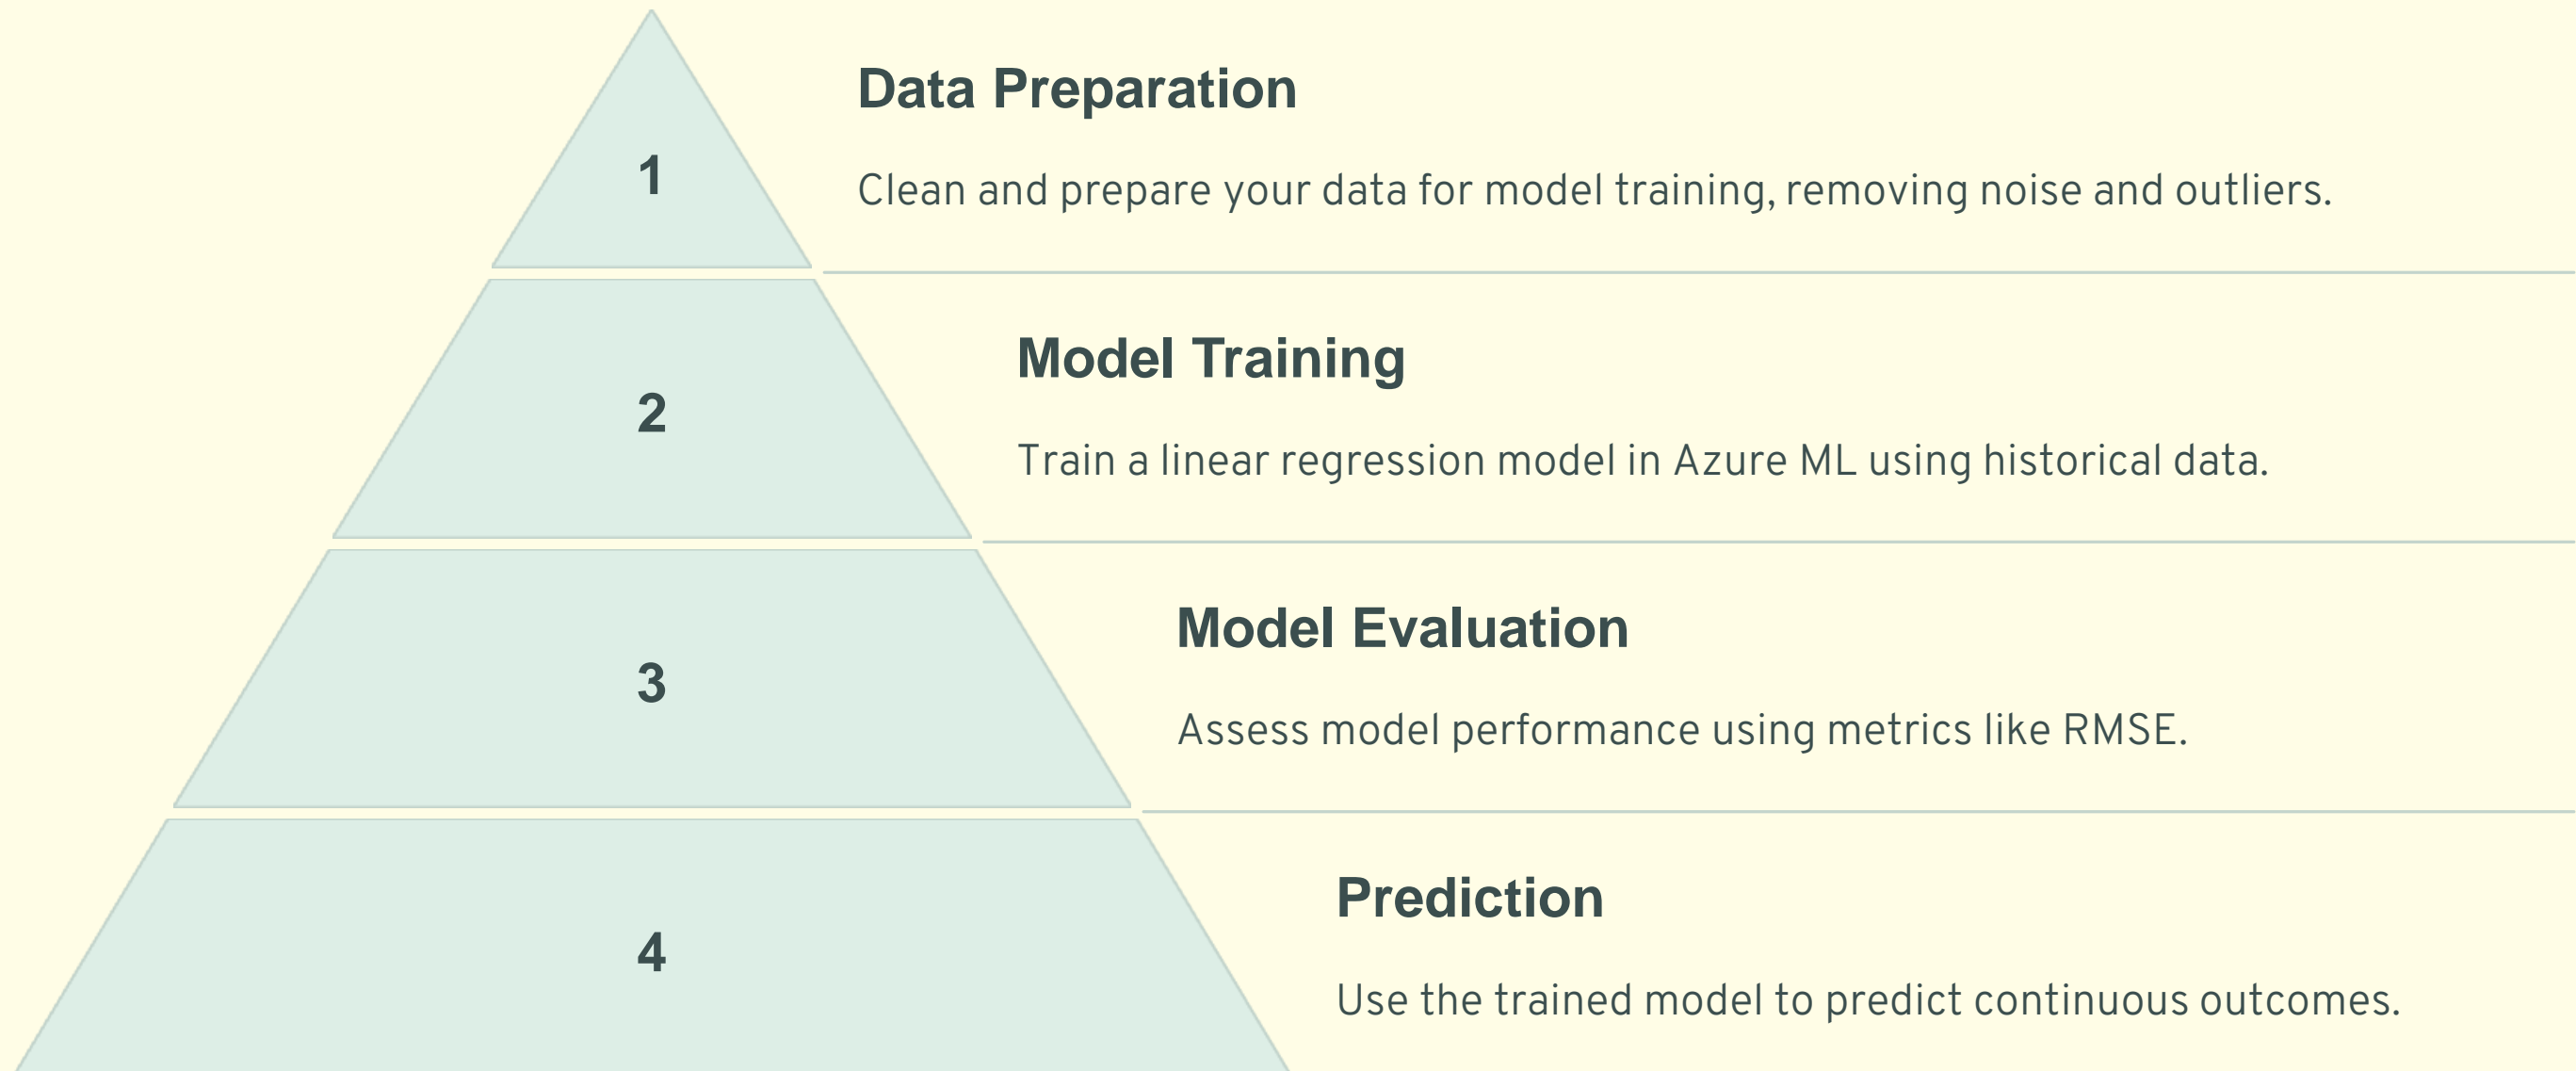 1
Data Preparation
Clean and prepare your data for model training, removing noise and outliers.
2
Model Training
Train a linear regression model in Azure ML using historical data.
3
Model Evaluation
Assess model performance using metrics like RMSE.
4
Prediction
Use the trained model to predict continuous outcomes.